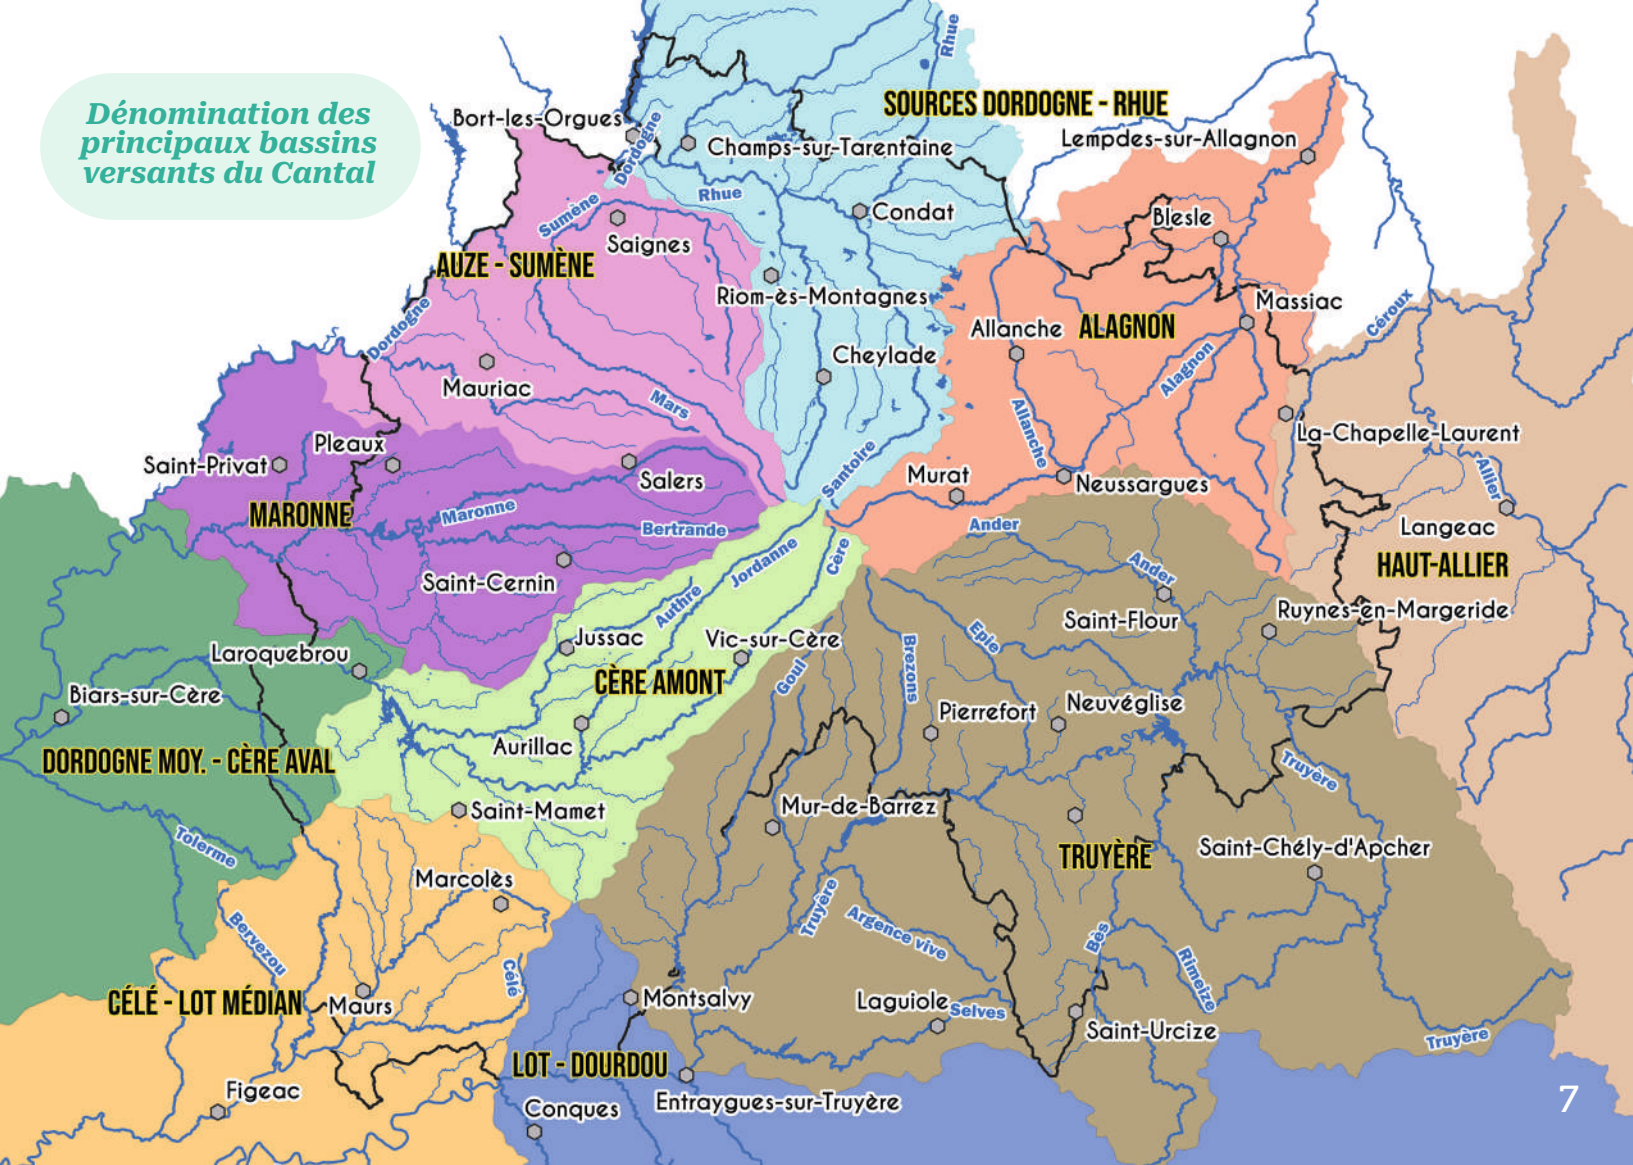 Dénomination des
principaux bassins
versants du Cantal
Rhue
SOURCES DORDOGNE - RHUE
Bort-les-Orgues
Dordogne
Champs-sur-Tarentaine
Lempdes-sur-Allagnon
Rhue
Sumène
Saignes
Condat
Blesle
AUZE - SUMÈNE
Riom-ès-Montagnes
Massiac
Céroux
Dordogne
Allanche
ALAGNON
Cheylade
Alagnon
Mauriac
Mars
Allanche
La-Chapelle-Laurent
Pleaux
Saint-Privat
Salers
Santoire
Murat
Neussargues
Allier
MARONNE
Maronne
Bertrande
Ander
Langeac
Jordanne
Cère
HAUT-ALLIER
Ander
Saint-Cernin
Authre
Saint-Flour
Ruynes-en-Margeride
Jussac
Vic-sur-Cère
Eple
Laroquebrou
Brezons
Goul
CÈRE AMONT
Biars-sur-Cère
Pierrefort
Neuvéglise
Aurillac
DORDOGNE MOY. - CÈRE AVAL
Truyère
Saint-Mamet
Mur-de-Barrez
Tolerme
TRUYÈRE
Saint-Chély-d'Apcher
Marcolès
Truyère
Argence vive
Bervezou
Bès
Rimeize
Célé
CÉLÉ - LOT MÉDIAN
Maurs
Montsalvy
Laguiole
Selves
Saint-Urcize
Truyère
LOT - DOURDOU
Figeac
Conques
Entraygues-sur-Truyère
7